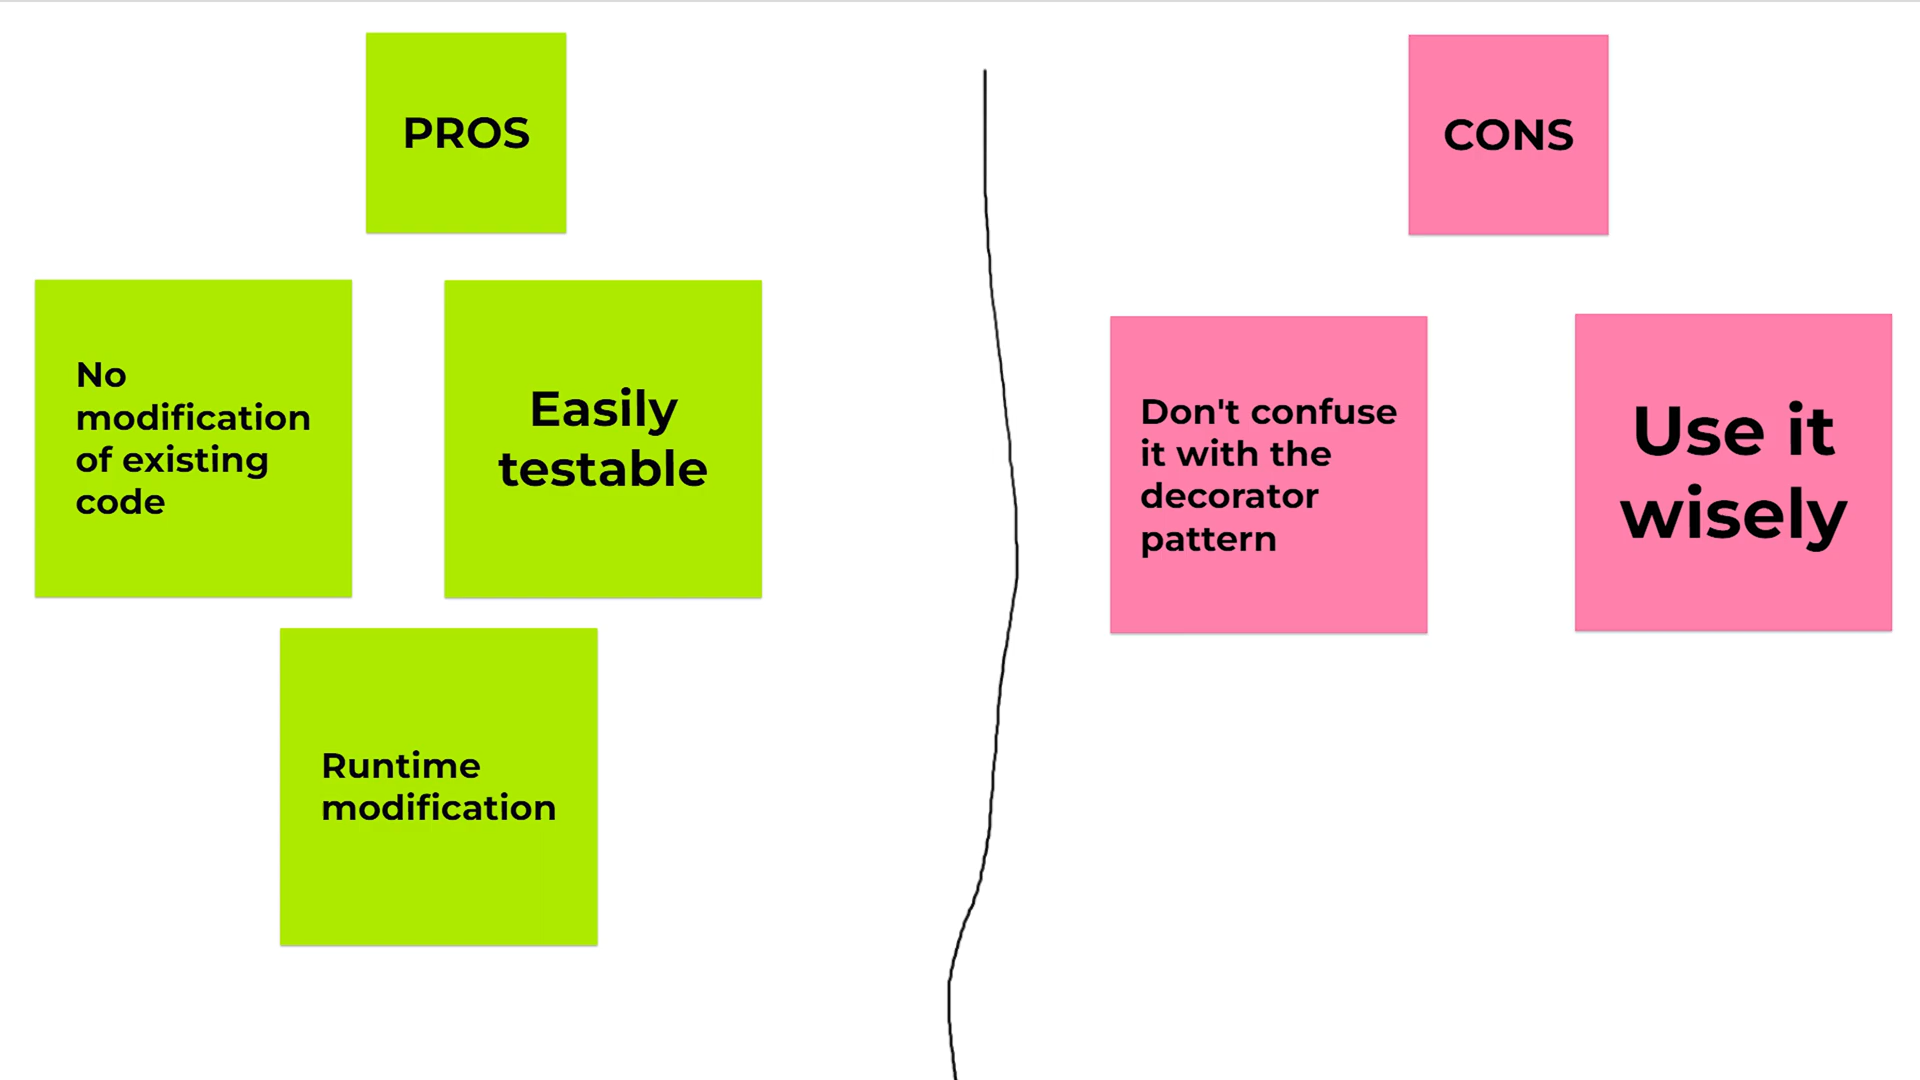 PROS
No
modification
of existing
code
Easily
testable
Runtime
modification
CONS
Don't confuse
it with the
decorator
pattern
Use it
wisely